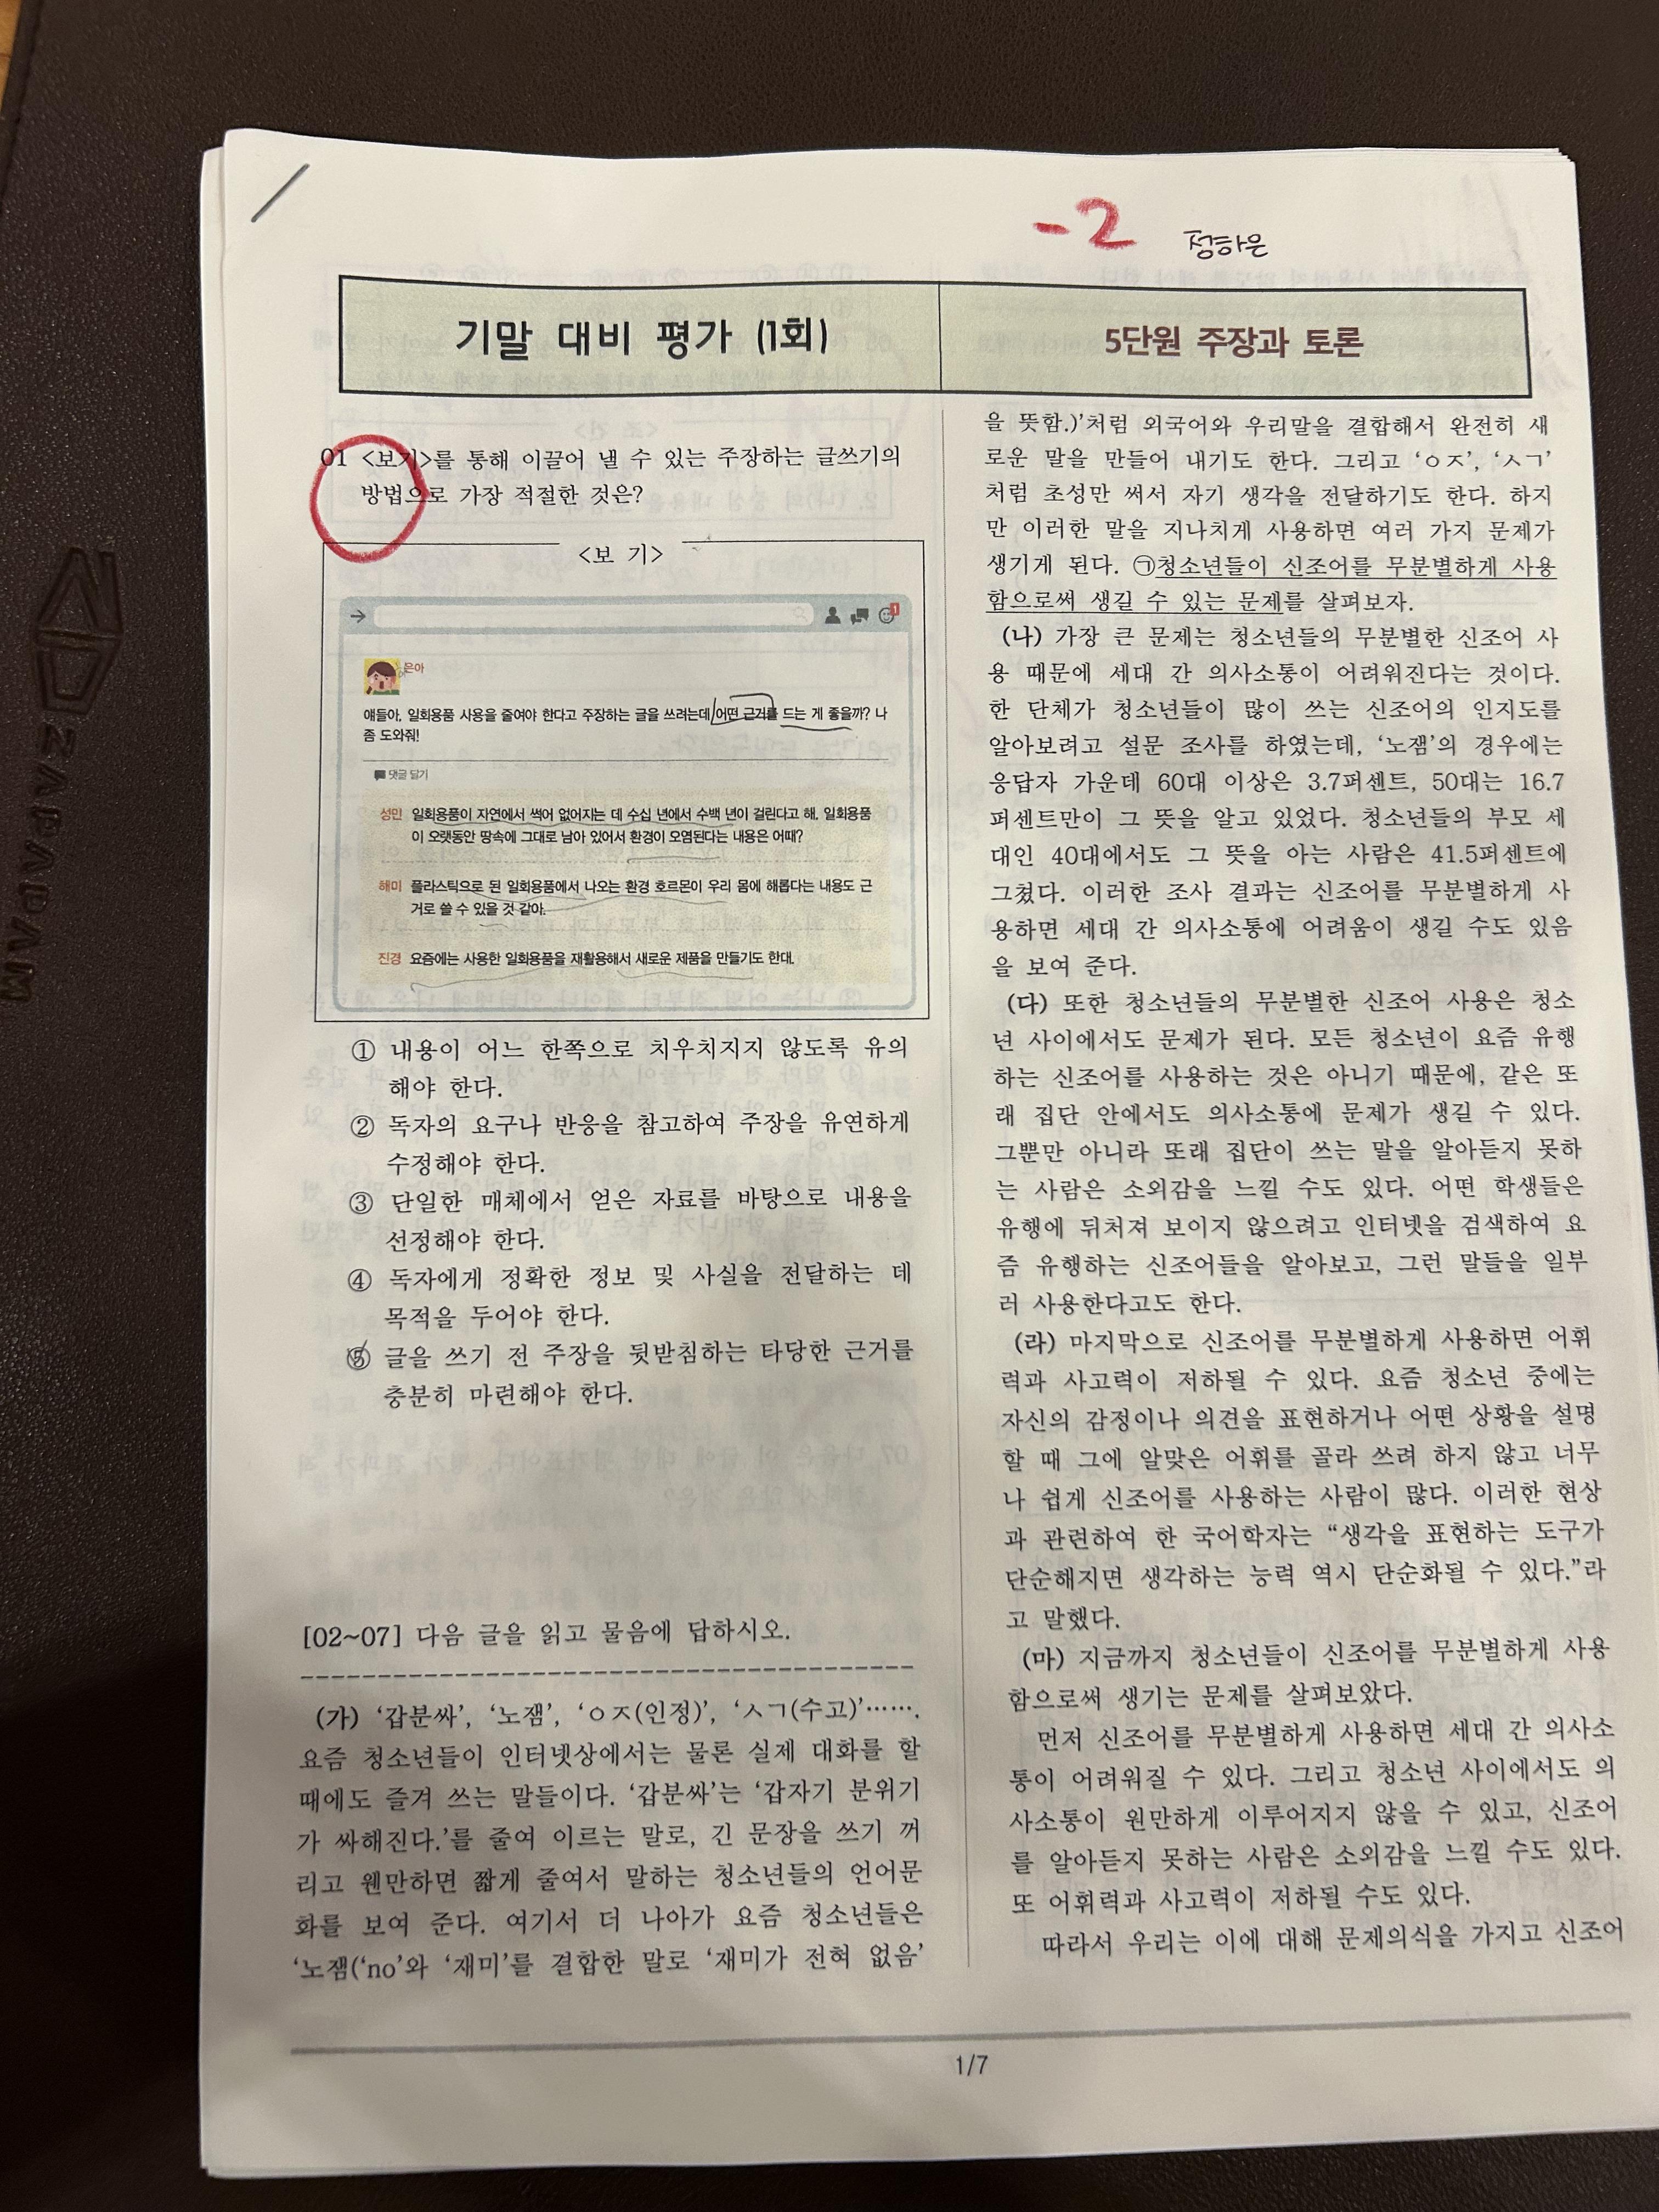 -2
정하은
기말 대비 평가 (1회)
5단원 주장과 토론
01 <보기>를 통해 이끌어 낼 수 있는 주장하는 글쓰기의
방법으로 가장 적절한 것은?
<보 기>
1
은아
얘들아, 일회용품 사용을 줄여야 한다고 주장하는 글을 쓰려는데 어떤 근거를 드는 게 좋을까? 나
좀 도와줘!
댓글 달기
성민 일회용품이 자연에서 썩어 없어지는 데 수십 년에서 수백 년이 걸린다고 해. 일회용품
이 오랫동안 땅속에 그대로 남아 있어서 환경이 오염된다는 내용은 어때?
해미 플라스틱으로 된 일회용품에서 나오는 환경 호르몬이 우리 몸에 해롭다는 내용도 근
거로 쓸 수 있을 것 같아.
진경 요즘에는 사용한 일회용품을 재활용해서 새로운 제품을 만들기도 한대.
① 내용이 어느 한쪽으로 치우치지지 않도록 유의
해야 한다.
② 독자의 요구나 반응을 참고하여 주장을 유연하게
수정해야 한다.
③ 단일한 매체에서 얻은 자료를 바탕으로 내용을
선정해야 한다.
④ 독자에게 정확한 정보 및 사실을 전달하는 데
목적을 두어야 한다.
⑤ 글을 쓰기 전 주장을 뒷받침하는 타당한 근거를
충분히 마련해야 한다.
[02~07] 다음 글을 읽고 물음에 답하시오.
(가) ‘갑분싸’, ‘노잼’, ‘ㅇㅈ(인정)’, ‘ㅅㄱ(수고)’…….
요즘 청소년들이 인터넷상에서는 물론 실제 대화를 할
때에도 즐겨 쓰는 말들이다. ‘갑분싸’는 ‘갑자기 분위기
가 싸해진다.’를 줄여 이르는 말로, 긴 문장을 쓰기 꺼
리고 웬만하면 짧게 줄여서 말하는 청소년들의 언어문
화를 보여 준다. 여기서 더 나아가 요즘 청소년들은
‘노잼(‘no’와 ‘재미’를 결합한 말로 ‘재미가 전혀 없음’
을 뜻함.)’처럼 외국어와 우리말을 결합해서 완전히 새
로운 말을 만들어 내기도 한다. 그리고 ‘ㅇㅈ’, ‘ㅅㄱ’
처럼 초성만 써서 자기 생각을 전달하기도 한다. 하지
만 이러한 말을 지나치게 사용하면 여러 가지 문제가
생기게 된다. ㉠청소년들이 신조어를 무분별하게 사용
함으로써 생길 수 있는 문제를 살펴보자.
(나) 가장 큰 문제는 청소년들의 무분별한 신조어 사
용 때문에 세대 간 의사소통이 어려워진다는 것이다.
한 단체가 청소년들이 많이 쓰는 신조어의 인지도를
알아보려고 설문 조사를 하였는데, ‘노잼’의 경우에는
응답자 가운데 60대 이상은 3.7퍼센트, 50대는 16.7
퍼센트만이 그 뜻을 알고 있었다. 청소년들의 부모 세
대인 40대에서도 그 뜻을 아는 사람은 41.5퍼센트에
그쳤다. 이러한 조사 결과는 신조어를 무분별하게 사
용하면 세대 간 의사소통에 어려움이 생길 수도 있음
을 보여 준다.
(다) 또한 청소년들의 무분별한 신조어 사용은 청소
년 사이에서도 문제가 된다. 모든 청소년이 요즘 유행
하는 신조어를 사용하는 것은 아니기 때문에, 같은 또
래 집단 안에서도 의사소통에 문제가 생길 수 있다.
그뿐만 아니라 또래 집단이 쓰는 말을 알아듣지 못하
는 사람은 소외감을 느낄 수도 있다. 어떤 학생들은
유행에 뒤처져 보이지 않으려고 인터넷을 검색하여 요
즘 유행하는 신조어들을 알아보고, 그런 말들을 일부
러 사용한다고도 한다.
(라) 마지막으로 신조어를 무분별하게 사용하면 어휘
력과 사고력이 저하될 수 있다. 요즘 청소년 중에는
자신의 감정이나 의견을 표현하거나 어떤 상황을 설명
할 때 그에 알맞은 어휘를 골라 쓰려 하지 않고 너무
나 쉽게 신조어를 사용하는 사람이 많다. 이러한 현상
과 관련하여 한 국어학자는 “생각을 표현하는 도구가
단순해지면 생각하는 능력 역시 단순화될 수 있다.”라
고 말했다.
(마) 지금까지 청소년들이 신조어를 무분별하게 사용
함으로써 생기는 문제를 살펴보았다.
먼저 신조어를 무분별하게 사용하면 세대 간 의사소
통이 어려워질 수 있다. 그리고 청소년 사이에서도 의
사소통이 원만하게 이루어지지 않을 수 있고, 신조어
를 알아듣지 못하는 사람은 소외감을 느낄 수도 있다.
또 어휘력과 사고력이 저하될 수도 있다.
따라서 우리는 이에 대해 문제의식을 가지고 신조어
1/7